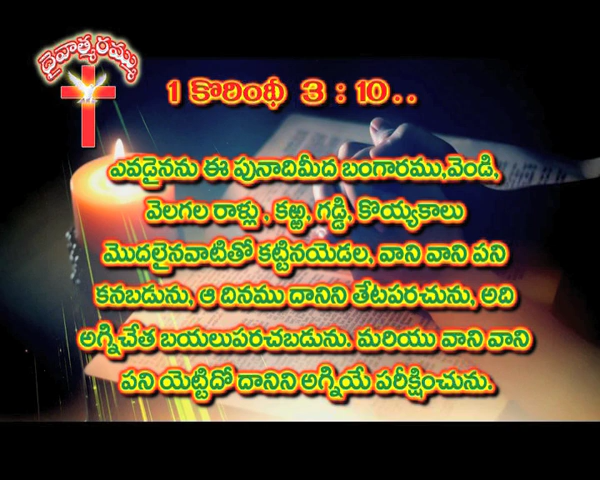 దైవాత్మరమ్ము
1 కొరింథీ 3 : 10 . .
ఎవడైనను ఈ పునాదిమీద బంగారము,వెండి,
వెలగల రాళ్లు , కఱ్ఱ, గడ్డి, కొయ్యకాలు
మొదలైనవాటితో కట్టినయెడల, వాని వాని పని
కనబడును, ఆ దినము దానిని తేటపరచును, అది
అగ్నిచేత బయలుపరచబడును. మరియు వాని వాని
పని యెట్టిదో దానిని అగ్నియే పరీక్షించును.